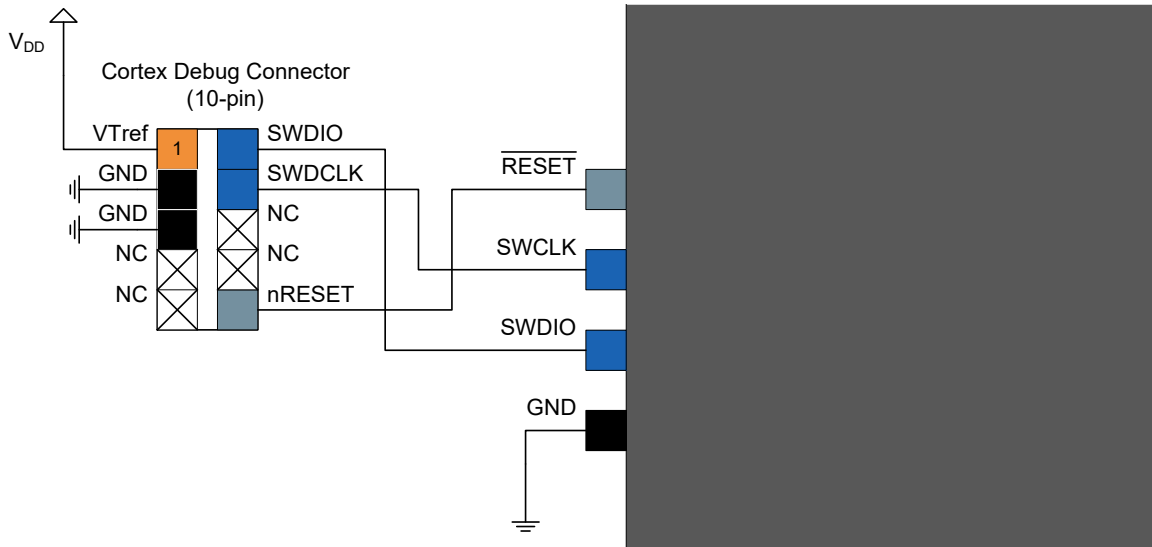 V_DD
Cortex Debug Connector
(10-pin)
VTref
1
SWDIO
GND
SWDCLK
GND
NC
NC
NC
NC
nRESET
RESET
SWCLK
SWDIO
GND